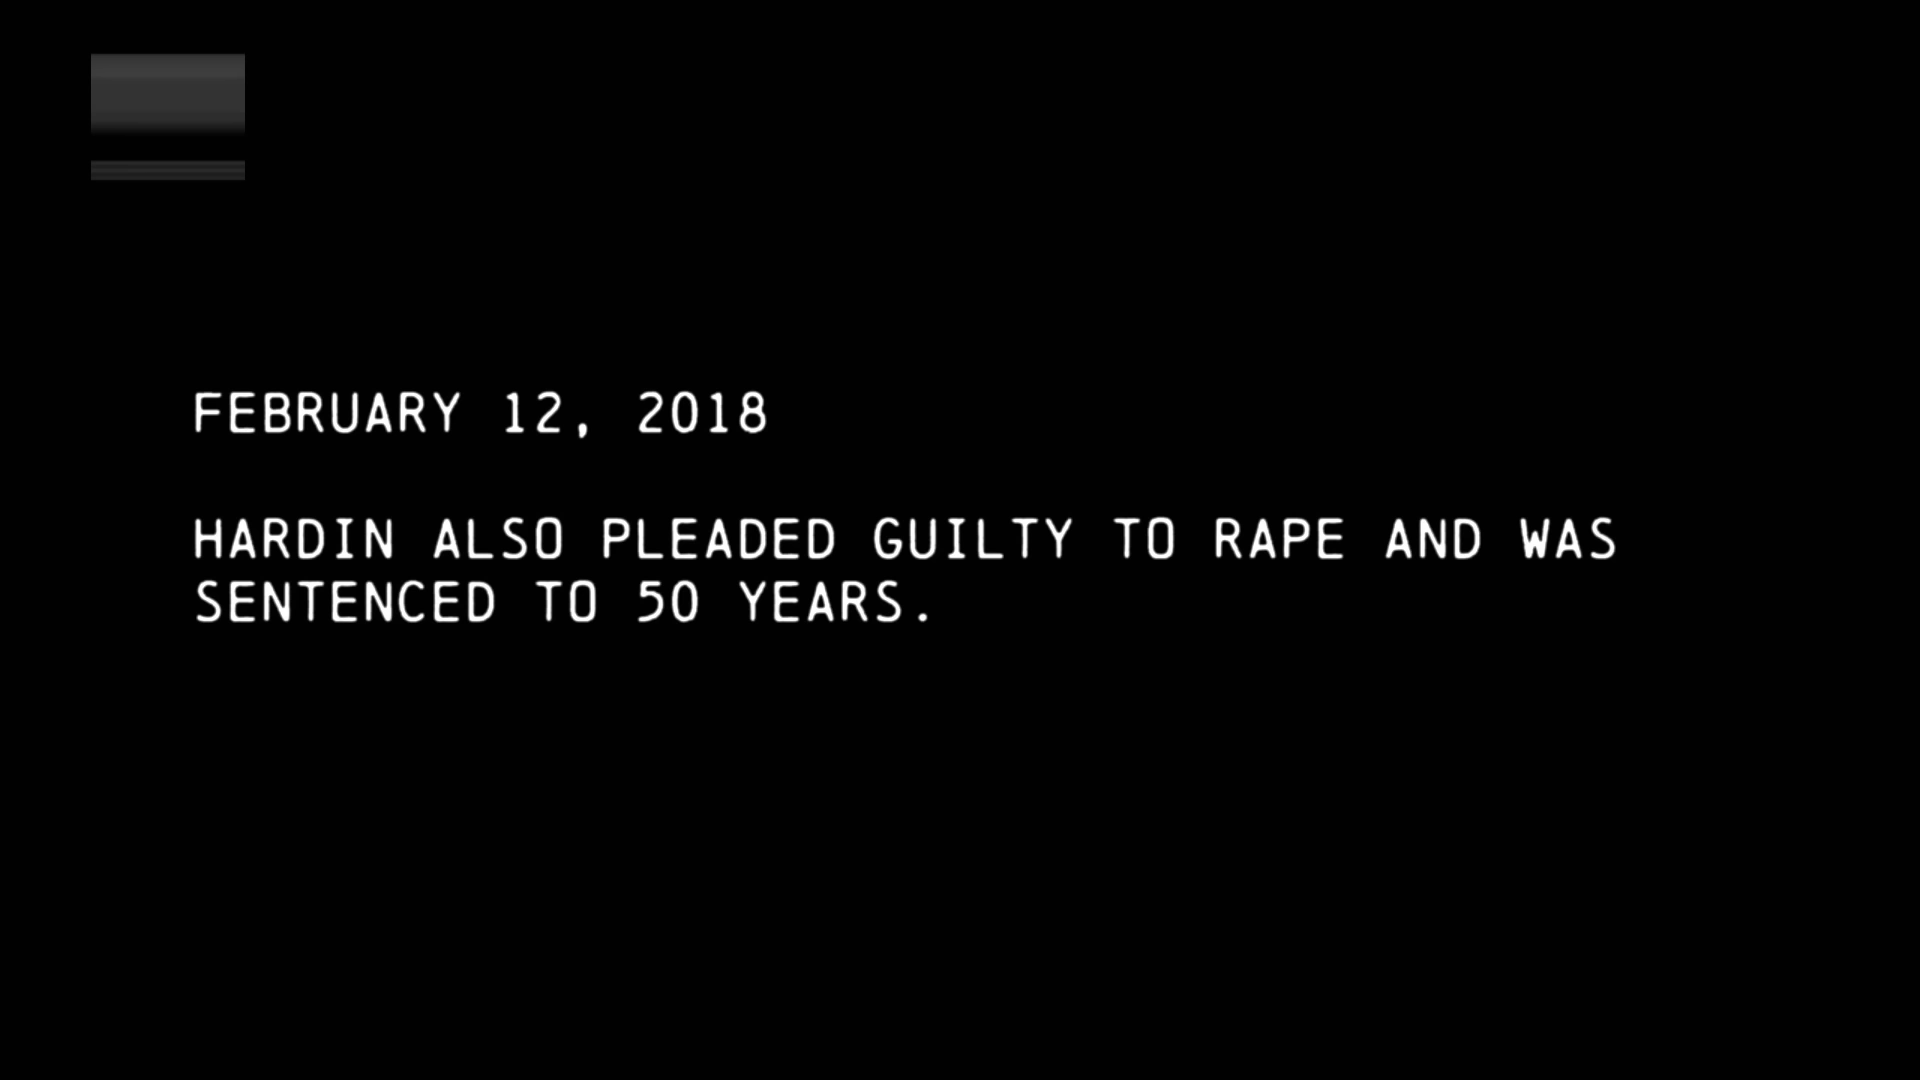 FEBRUARY 12, 2018
HARDIN ALSO PLEADED GUILTY TO RAPE AND WAS
SENTENCED TO 50 YEARS.